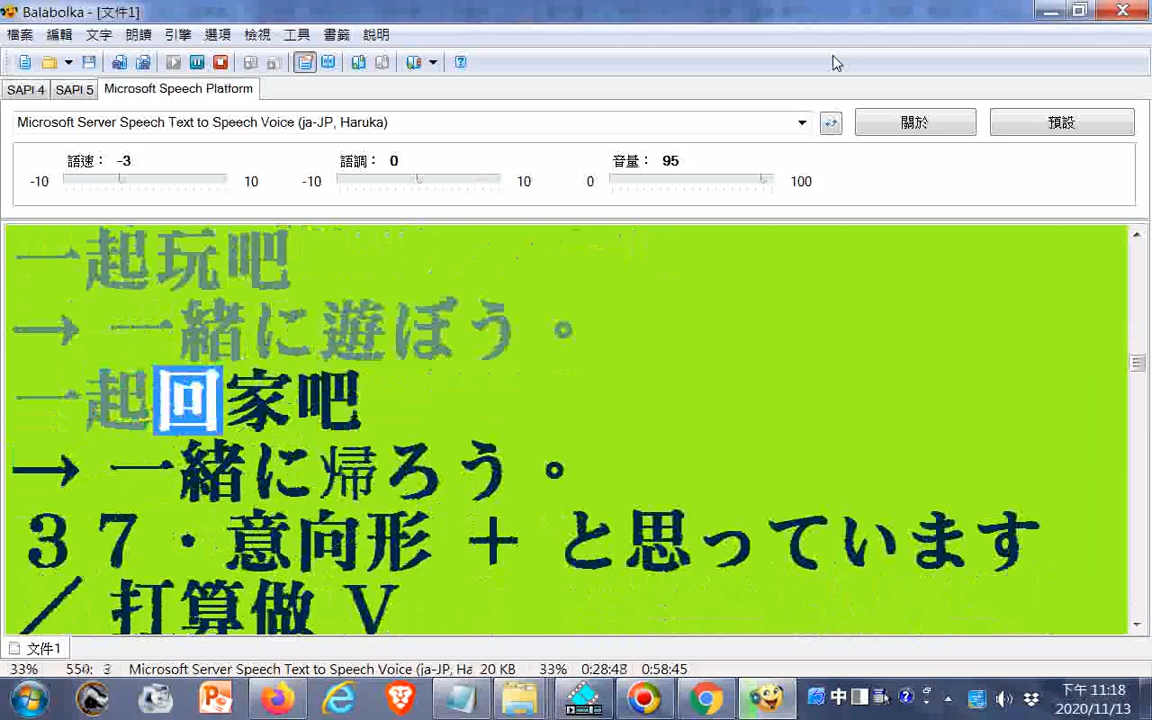 Balabolka - [文件1]
檔案 編輯 文字 朗讀 引擎 選項 檢視 工具 書籤 說明
SAPI 4 SAPI 5 Microsoft Speech Platform
Microsoft Server Speech Text to Speech Voice (ja-JP, Haruka) 關於 預設
語速： -3 語調： 0 音量： 95
-10 10 -10 10 0 100
一起玩吧
→ 一緒に遊ぼう。
一起回家吧
→ 一緒に帰ろう。
３７・意向形 ＋ と思っています
／打算做 V
文件1
33% 550: 3 Microsoft Server Speech Text to Speech Voice (ja-JP, Ha 20 KB 33% 0:28:48 0:58:45
中 下午 11:18
2020/11/13